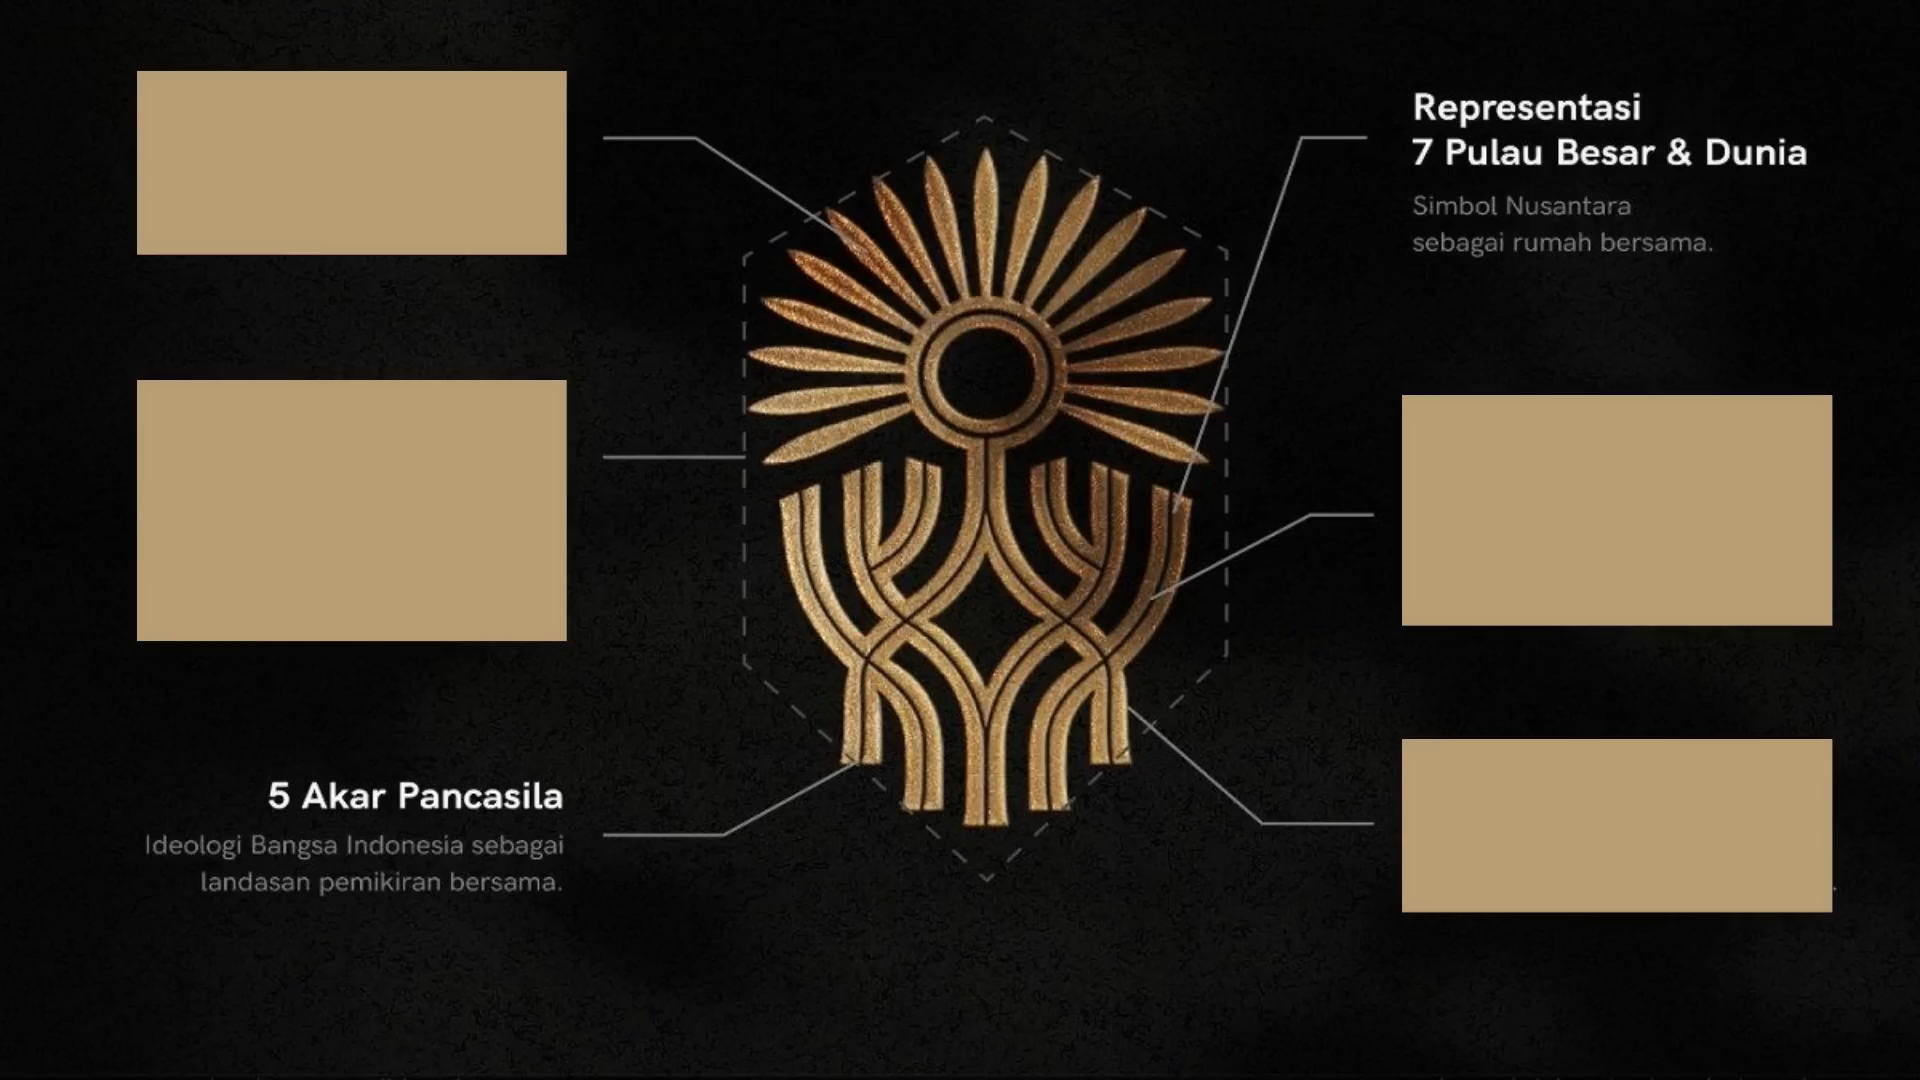 Representasi
7 Pulau Besar & Dunia
Simbol Nusantara
sebagai rumah bersama.
5 Akar Pancasila
Ideologi Bangsa Indonesia sebagai
landasan pemikiran bersama.